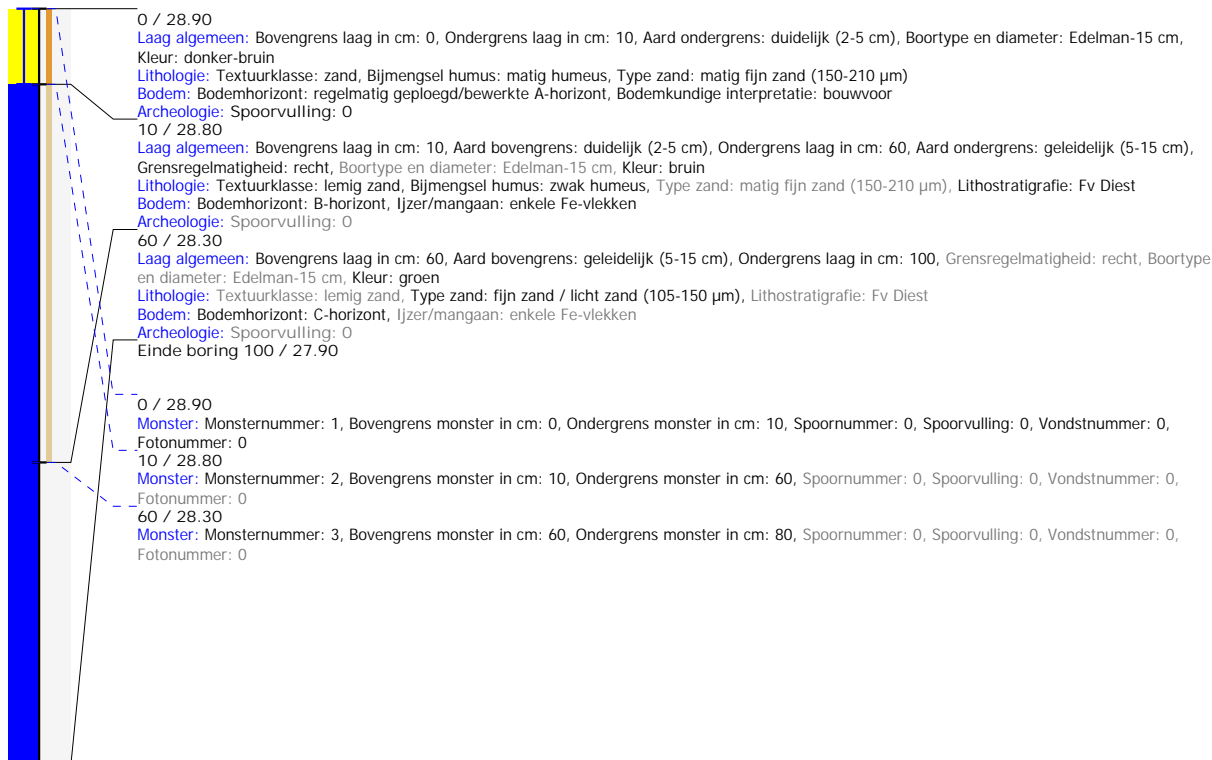 0 / 28.90
Laag algemeen: Bovengrens laag in cm: 0, Ondergrens laag in cm: 10, Aard ondergrens: duidelijk (2-5 cm), Boortype en diameter: Edelman-15 cm,
Kleur: donker-bruin
Lithologie: Textuurklasse: zand, Bijmengsel humus: matig humeus, Type zand: matig fijn zand (150-210 µm)
Bodem: Bodemhorizont: regelmatig geploegd/bewerkte A-horizont, Bodemkundige interpretatie: bouwvoor
Archeologie: Spoorvulling: 0
10 / 28.80
Laag algemeen: Bovengrens laag in cm: 10, Aard bovengrens: duidelijk (2-5 cm), Ondergrens laag in cm: 60, Aard ondergrens: geleidelijk (5-15 cm),
Grensregelmatigheid: recht, Boortype en diameter: Edelman-15 cm, Kleur: bruin
Lithologie: Textuurklasse: lemig zand, Bijmengsel humus: zwak humeus, Type zand: matig fijn zand (150-210 µm), Lithostratigrafie: Fv Diest
Bodem: Bodemhorizont: B-horizont, Ijzer/mangaan: enkele Fe-vlekken
Archeologie: Spoorvulling: 0
60 / 28.30
Laag algemeen: Bovengrens laag in cm: 60, Aard bovengrens: geleidelijk (5-15 cm), Ondergrens laag in cm: 100, Grensregelmatigheid: recht, Boortype
en diameter: Edelman-15 cm, Kleur: groen
Lithologie: Textuurklasse: lemig zand, Type zand: fijn zand / licht zand (105-150 µm), Lithostratigrafie: Fv Diest
Bodem: Bodemhorizont: C-horizont, Ijzer/mangaan: enkele Fe-vlekken
Archeologie: Spoorvulling: 0
Einde boring 100 / 27.90
0 / 28.90
Monster: Monsternummer: 1, Bovengrens monster in cm: 0, Ondergrens monster in cm: 10, Spoornummer: 0, Spoorvulling: 0, Vondstnummer: 0,
Fotonummer: 0
10 / 28.80
Monster: Monsternummer: 2, Bovengrens monster in cm: 10, Ondergrens monster in cm: 60, Spoornummer: 0, Spoorvulling: 0, Vondstnummer: 0,
Fotonummer: 0
60 / 28.30
Monster: Monsternummer: 3, Bovengrens monster in cm: 60, Ondergrens monster in cm: 80, Spoornummer: 0, Spoorvulling: 0, Vondstnummer: 0,
Fotonummer: 0